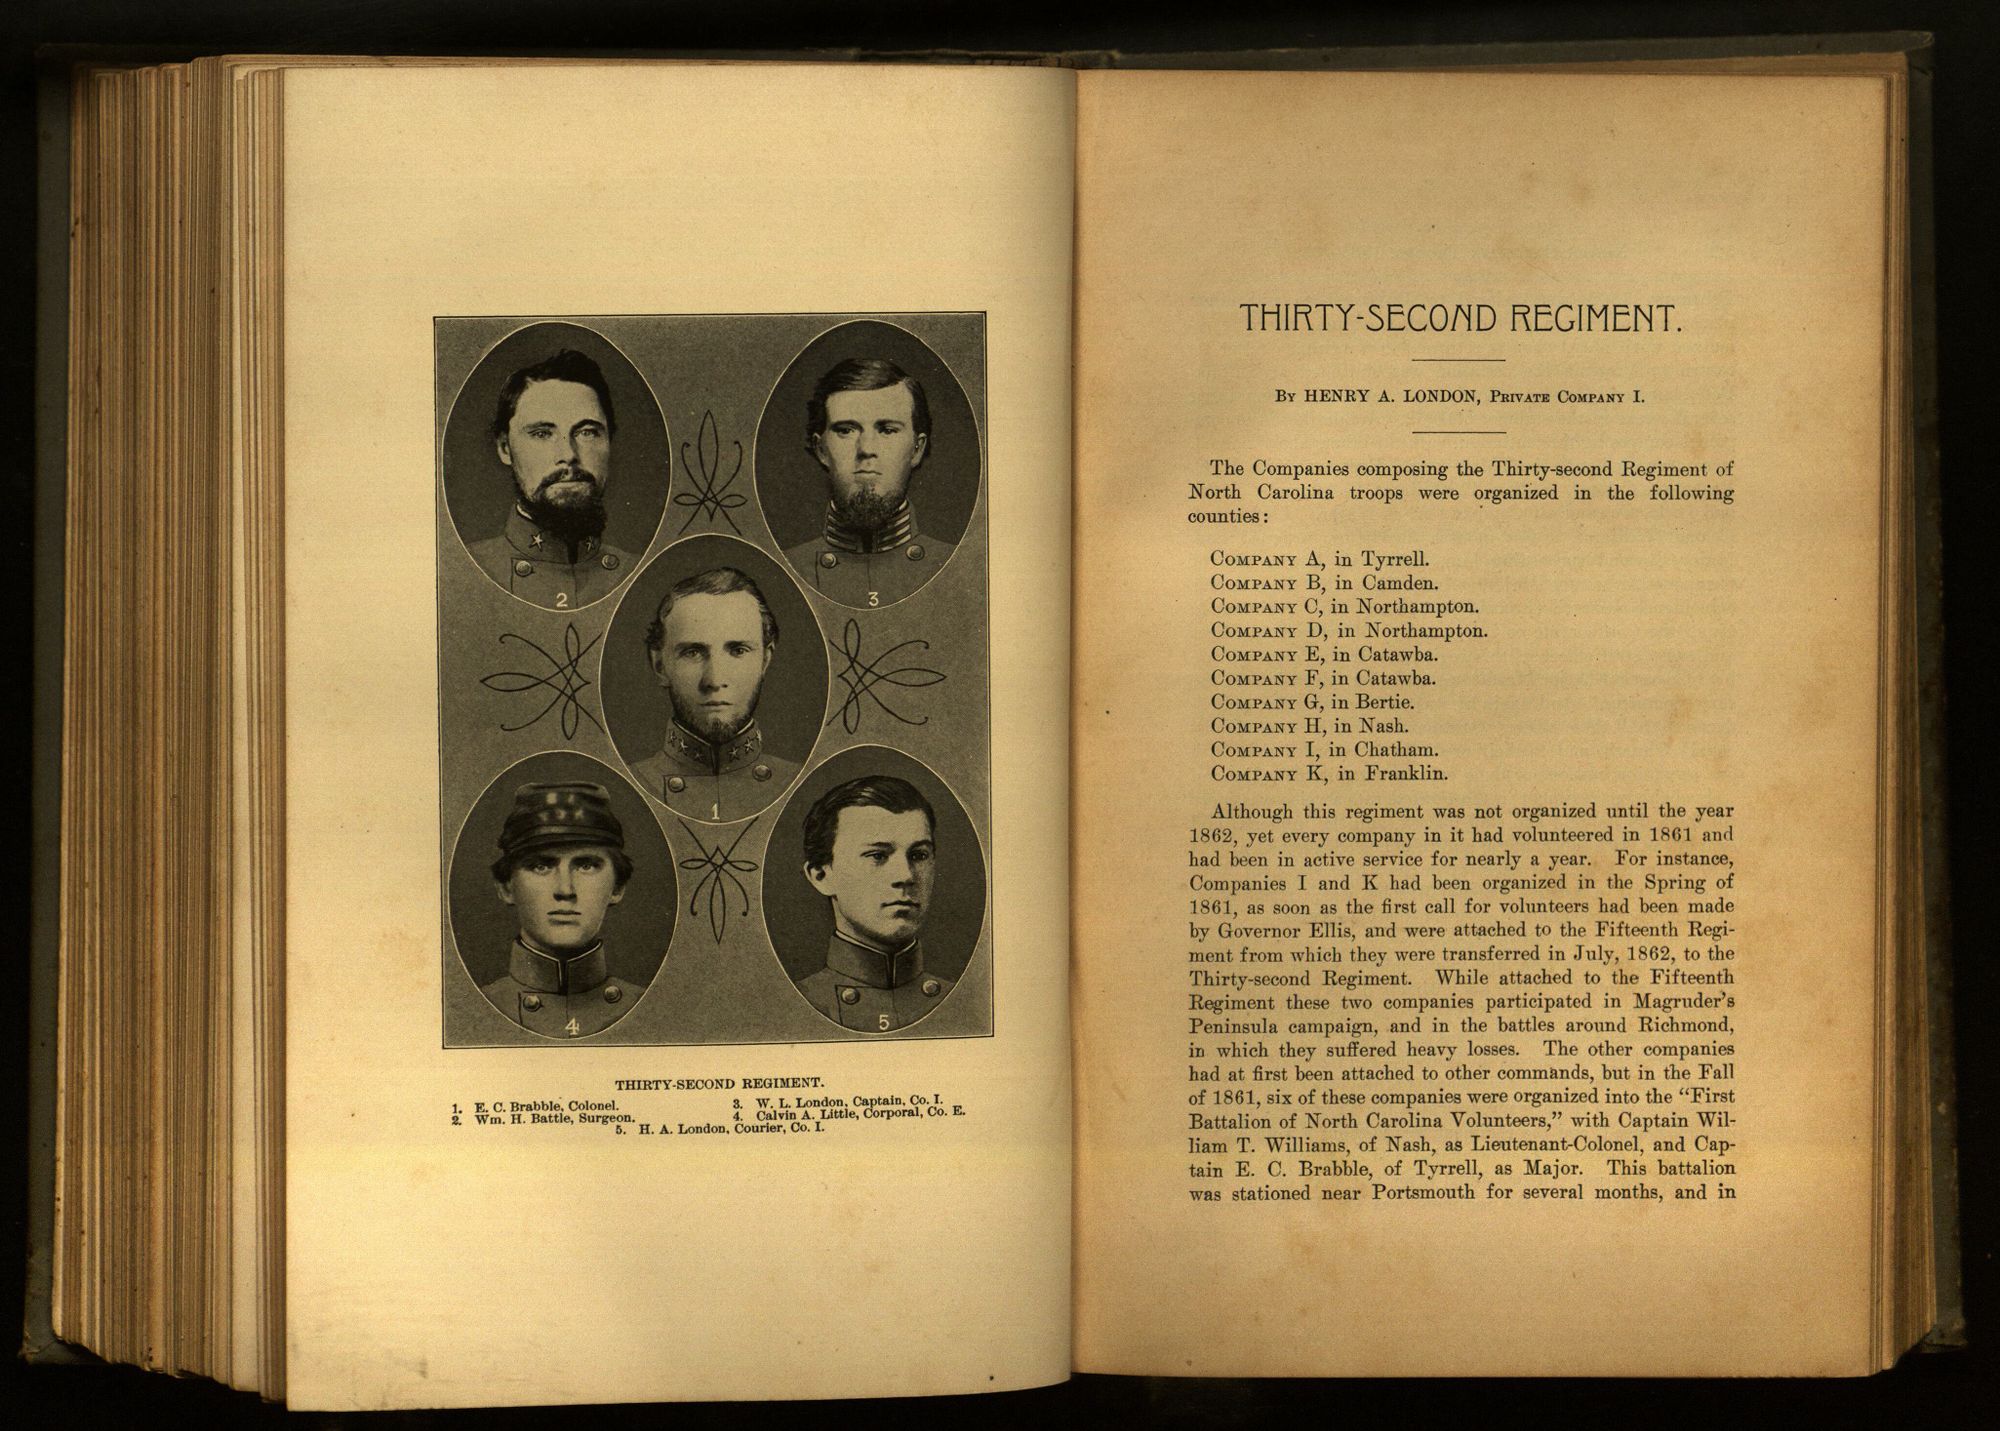 2
3
1
4
5
THIRTY-SECOND REGIMENT.
1. E. C. Brabble, Colonel.
2. Wm. H. Battle, Surgeon.
3. W. L. London, Captain, Co. I.
4. Calvin A. Little, Corporal, Co. E.
5. H. A. London, Courier, Co. I.
THIRTY-SECOND REGIMENT.
By HENRY A. LONDON, Private Company I.
The Companies composing the Thirty-second Regiment of
North Carolina troops were organized in the following
counties:
Company A, in Tyrrell.
Company B, in Camden.
Company C, in Northampton.
Company D, in Northampton.
Company E, in Catawba.
Company F, in Catawba.
Company G, in Bertie.
Company H, in Nash.
Company I, in Chatham.
Company K, in Franklin.
Although this regiment was not organized until the year
1862, yet every company in it had volunteered in 1861 and
had been in active service for nearly a year. For instance,
Companies I and K had been organized in the Spring of
1861, as soon as the first call for volunteers had been made
by Governor Ellis, and were attached to the Fifteenth Regi-
ment from which they were transferred in July, 1862, to the
Thirty-second Regiment. While attached to the Fifteenth
Regiment these two companies participated in Magruder's
Peninsula campaign, and in the battles around Richmond,
in which they suffered heavy losses. The other companies
had at first been attached to other commands, but in the Fall
of 1861, six of these companies were organized into the "First
Battalion of North Carolina Volunteers," with Captain Wil-
liam T. Williams, of Nash, as Lieutenant-Colonel, and Cap-
tain E. C. Brabble, of Tyrrell, as Major. This battalion
was stationed near Portsmouth for several months, and in